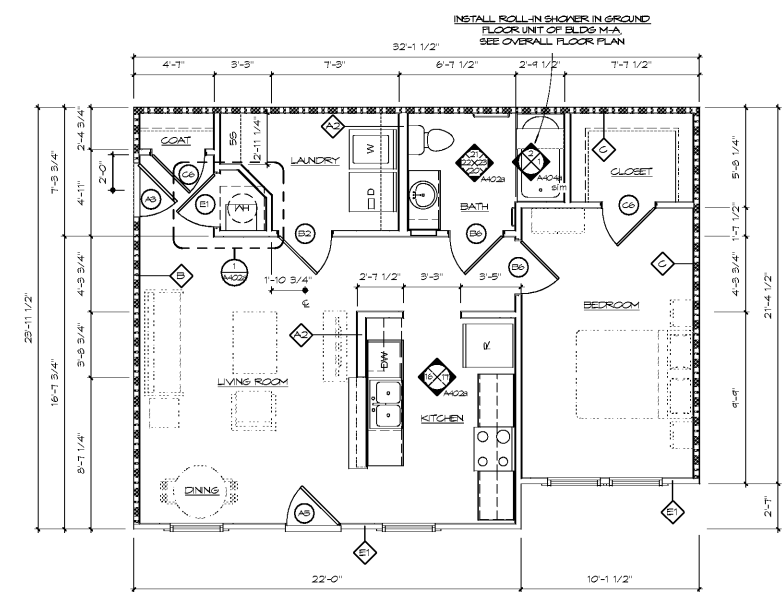 INSTALL ROLL-IN SHOWER IN GROUND
FLOOR UNIT OF BLDG M-A,
SEE OVERALL FLOOR PLAN
32'-1 1/2"
4'-7"
3'-3"
7'-3"
6'-7 1/2"
2'-9 1/2"
7'-7 1/2"
2'-4 3/4"
7'-3 3/4"
4'-11"
2'-0"
COAT
SS
2'-11 1/4"
A2
LAUNDRY
W
D
A402a
A404a
sim
C
CLOSET
5'-8 1/4"
C6
A3
E1
WH
B2
BATH
B6
B6
C6
1'-7 1/2"
1
A402a
B
1'-10 3/4"
2'-7 1/2"
3'-3"
3'-5"
C
4'-3 3/4"
4'-3 3/4"
BEDROOM
23'-11 1/2"
21'-4 1/2"
A2
R
DW
3'-8 3/4"
16'-7 3/4"
LIVING ROOM
A402a
KITCHEN
9'-9"
8'-7 1/4"
DINING
A3
E1
E1
2'-7"
22'-0"
10'-1 1/2"